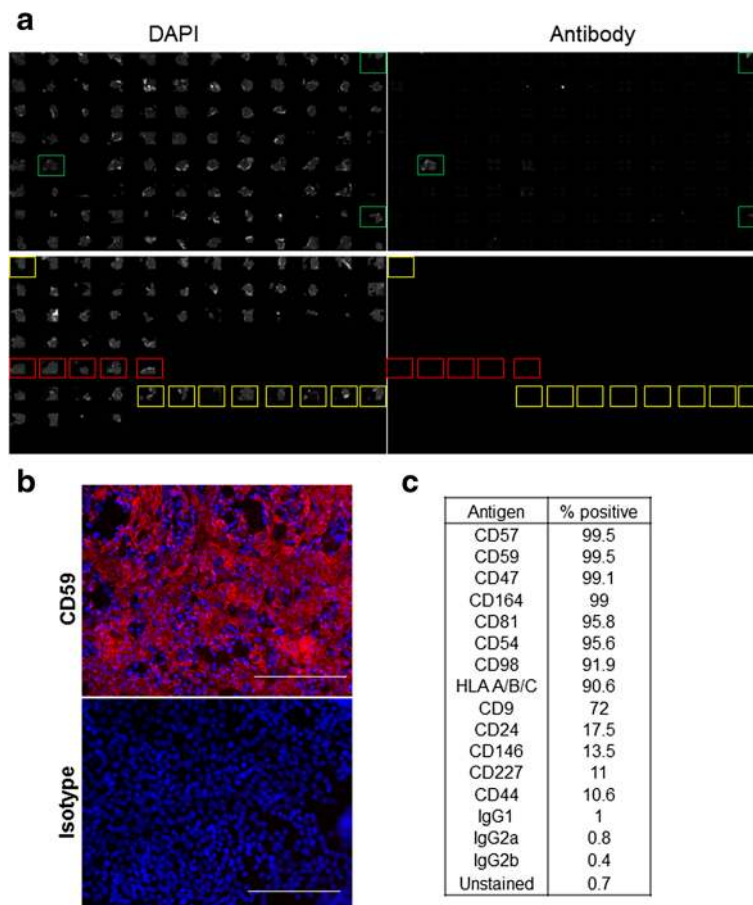 a
DAPI Antibody
b
CD59
Isotype
c
Antigen % positive
CD57 99.5
CD59 99.5
CD47 99.1
CD164 99
CD81 95.8
CD54 95.6
CD98 91.9
HLA A/B/C 90.6
CD9 72
CD24 17.5
CD146 13.5
CD227 11
CD44 10.6
IgG1 1
IgG2a 0.8
IgG2b 0.4
Unstained 0.7